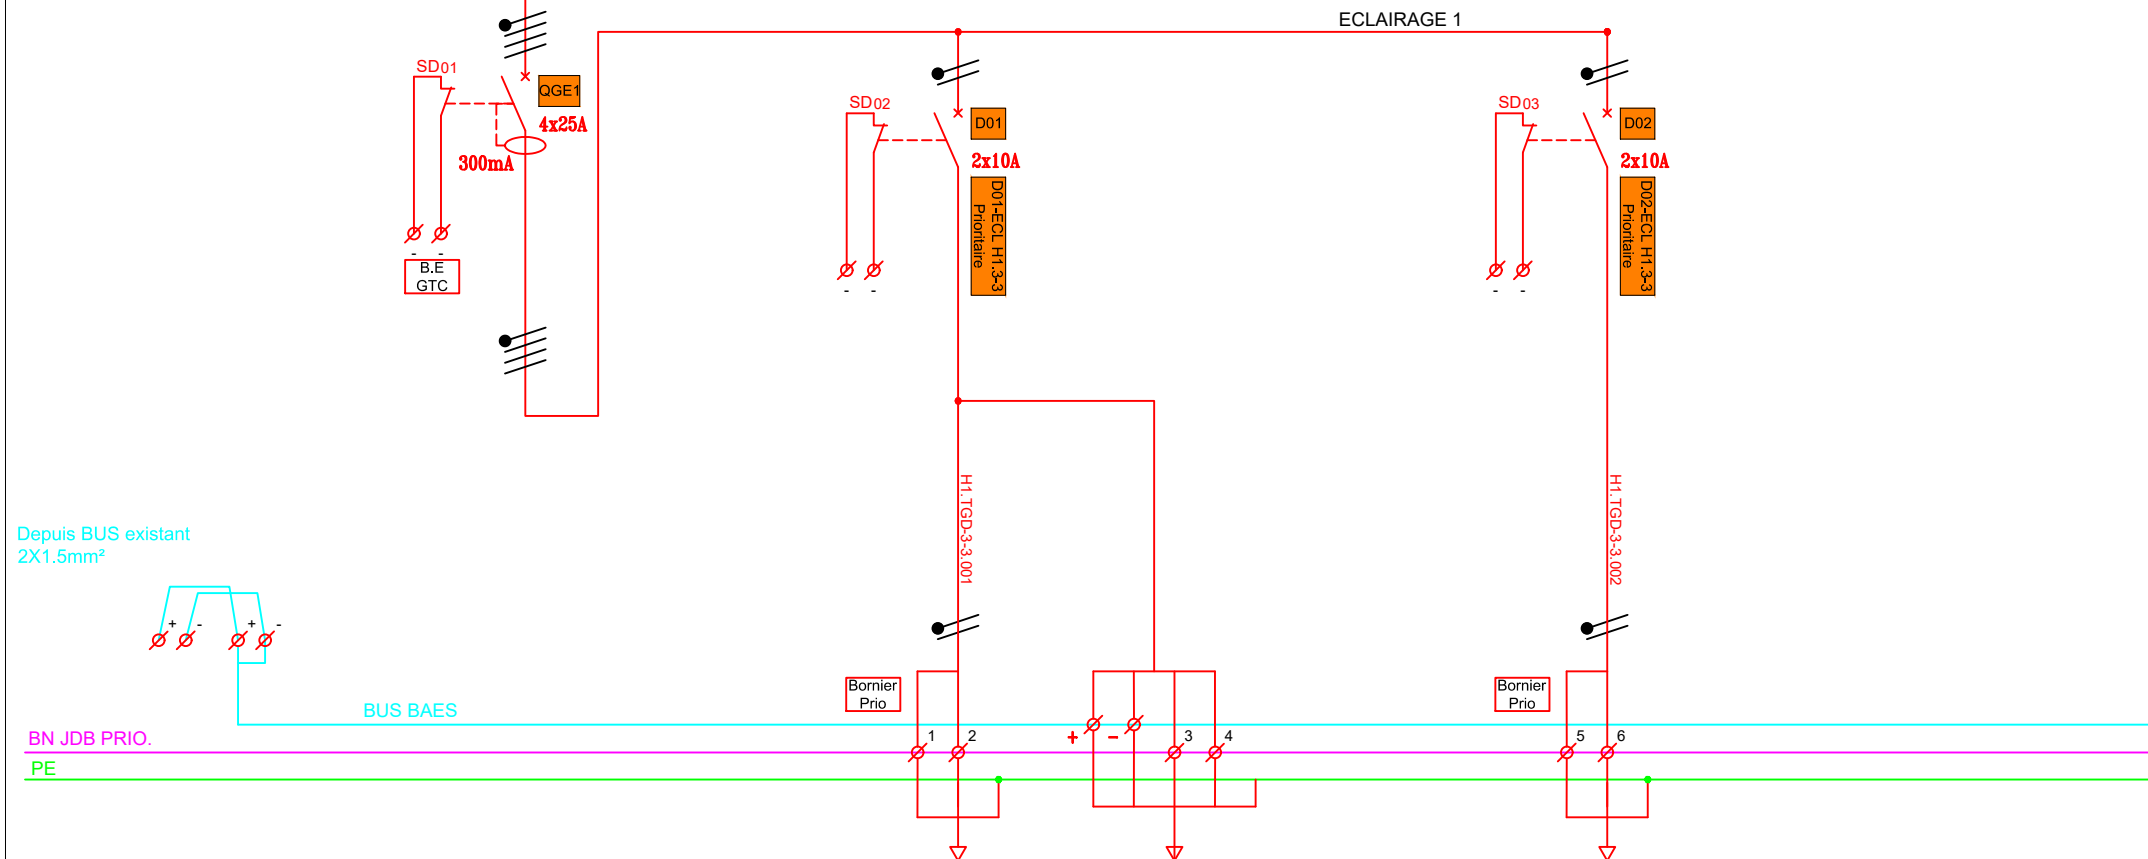 ECLAIRAGE 1
SD01
QGE1
4x25A
300mA
- -
B.E
GTC
SD02
D01
2x10A
D01-ECL H1.3-3
Prioritaire
- -
SD03
D02
2x10A
D02-ECL H1.3-3
Prioritaire
- -
H1.TGD-3-3.001
H1.TGD-3-3.002
Depuis BUS existant
2X1.5mm²
+ - + -
Bornier
Prio
Bornier
Prio
BUS BAES
BN JDB PRIO.
1 2 + - 3 4 5 6
PE